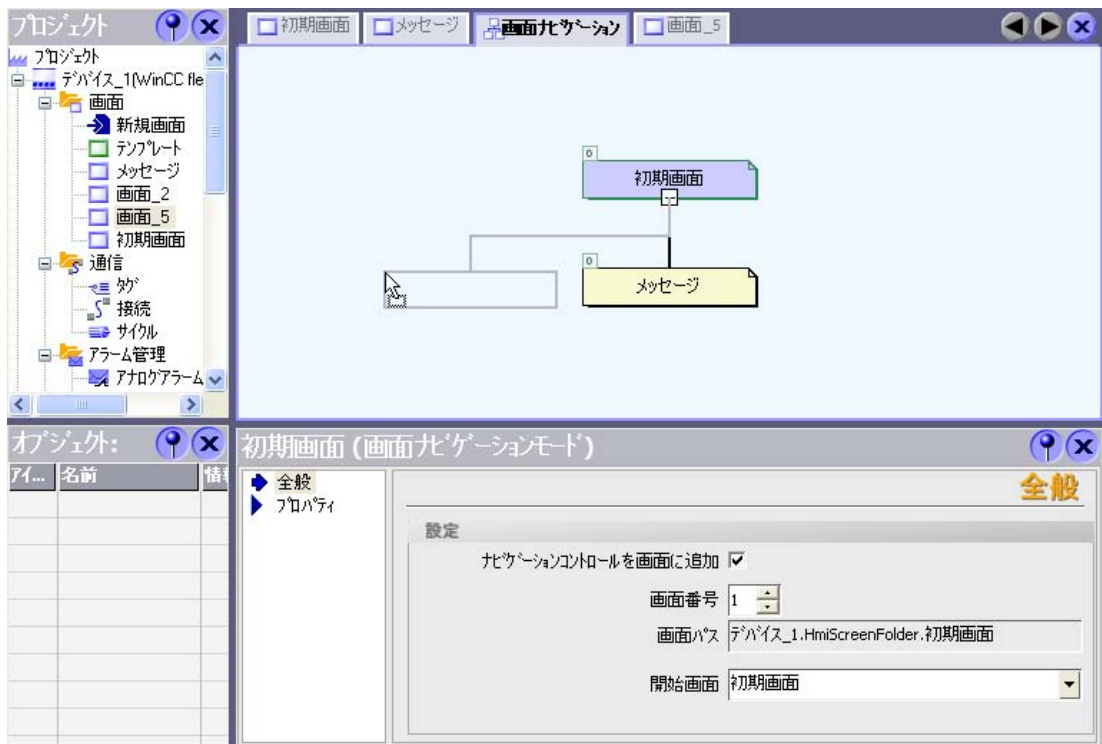 プロジェクト
プロジェクト
デバイス_1(WinCC fle
画面
新規画面
テンプレート
メッセージ
画面_2
画面_5
初期画面
通信
タグ
接続
サイクル
アラーム管理
アナログアラーム
初期画面
メッセージ
画面ナビゲーション
画面_5
0
初期画面
0
メッセージ
オブジェクト:
アイ... 名前 情報
初期画面 (画面ナビゲーションモード)
全般
プロパティ
全般
設定
ナビゲーションコントロールを画面に追加
画面番号 1
画面パス デバイス_1.HmiScreenFolder.初期画面
開始画面 初期画面